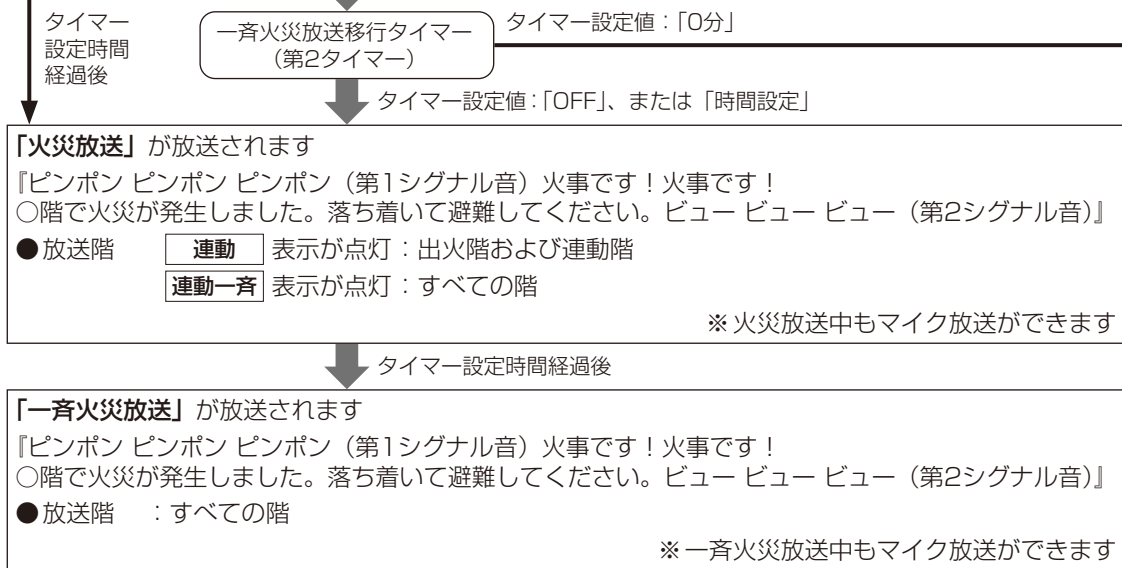 タイマー
設定時間
経過後
一斉火災放送移行タイマー
（第2タイマー）
タイマー設定値：「0分」
タイマー設定値：「OFF」、または「時間設定」
「火災放送」が放送されます
『ピンポン ピンポン ピンポン（第1シグナル音）火事です！火事です！
○階で火災が発生しました。落ち着いて避難してください。ビュー ビュー ビュー（第2シグナル音）』
●放送階 連動 表示が点灯：出火階および連動階
連動一斉 表示が点灯：すべての階
※火災放送中もマイク放送ができます
タイマー設定時間経過後
「一斉火災放送」が放送されます
『ピンポン ピンポン ピンポン（第1シグナル音）火事です！火事です！
○階で火災が発生しました。落ち着いて避難してください。ビュー ビュー ビュー（第2シグナル音）』
●放送階 ：すべての階
※一斉火災放送中もマイク放送ができます